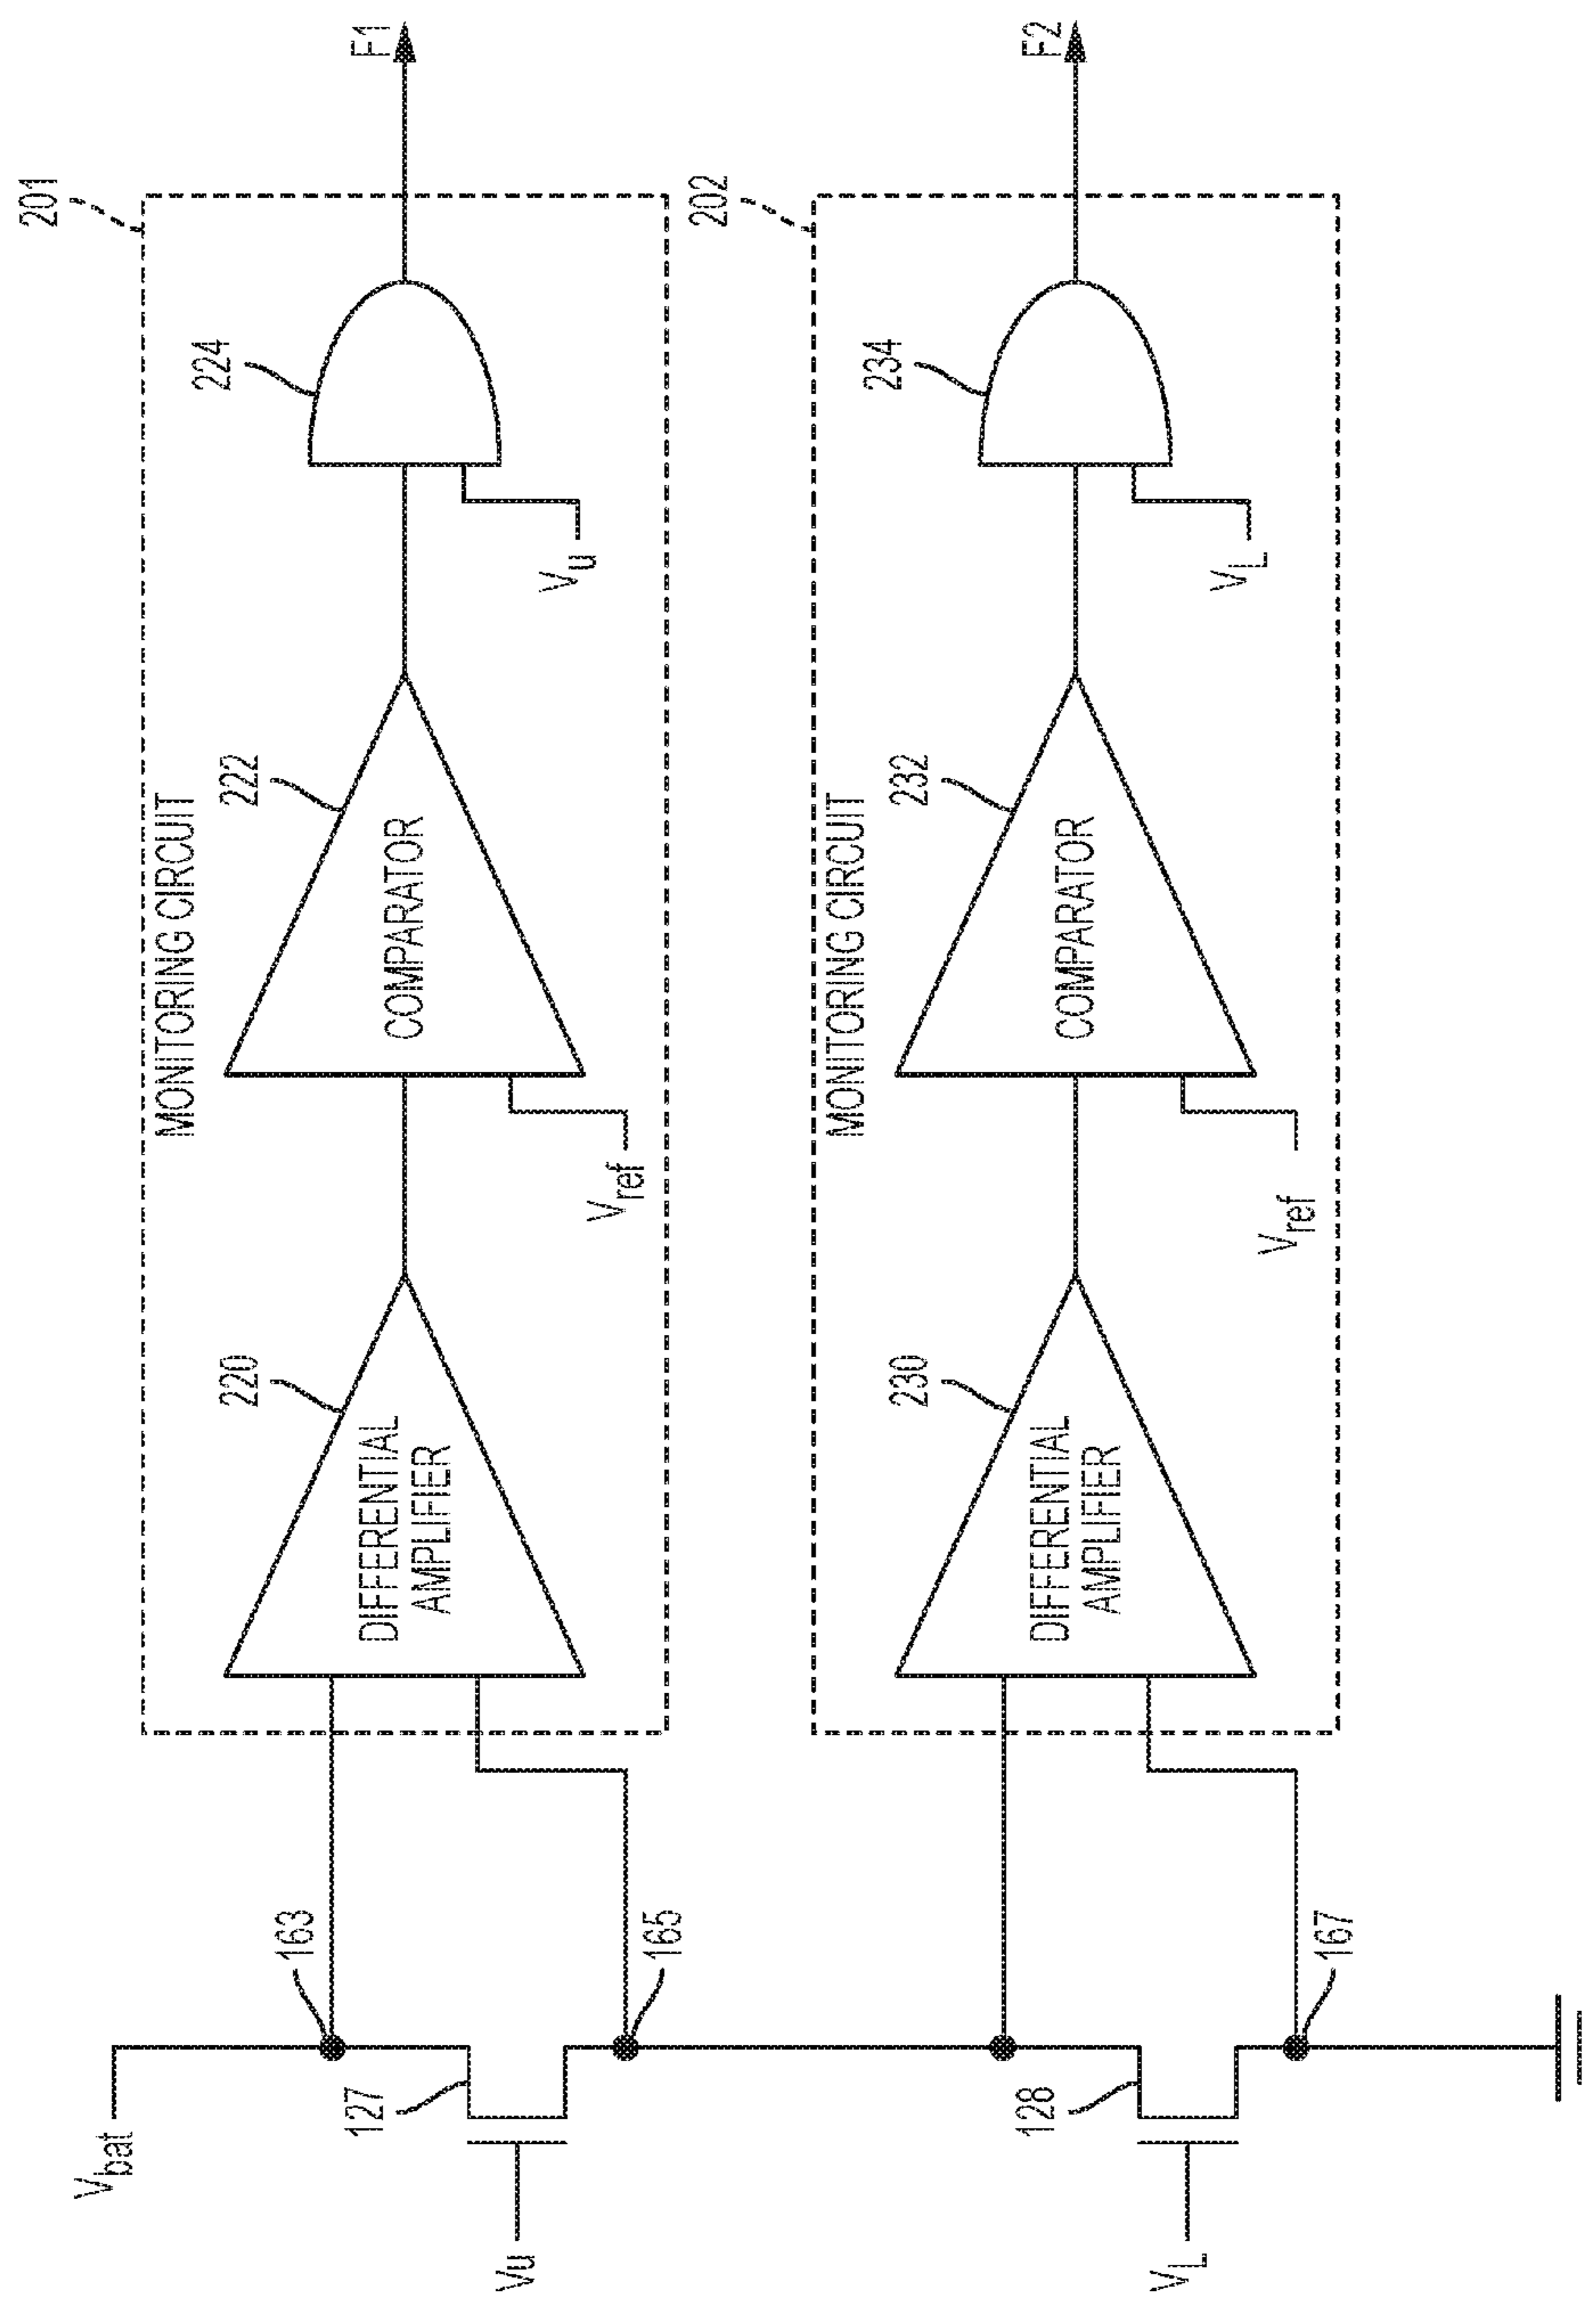 201
MONITORING CIRCUIT
F1
224
222
220
163
127
Vbat
DIFFERENTIAL
AMPLIFIER
COMPARATOR
Vref
Vu
165
Vu
202
MONITORING CIRCUIT
F2
234
232
230
128
DIFFERENTIAL
AMPLIFIER
COMPARATOR
Vref
VL
167
VL